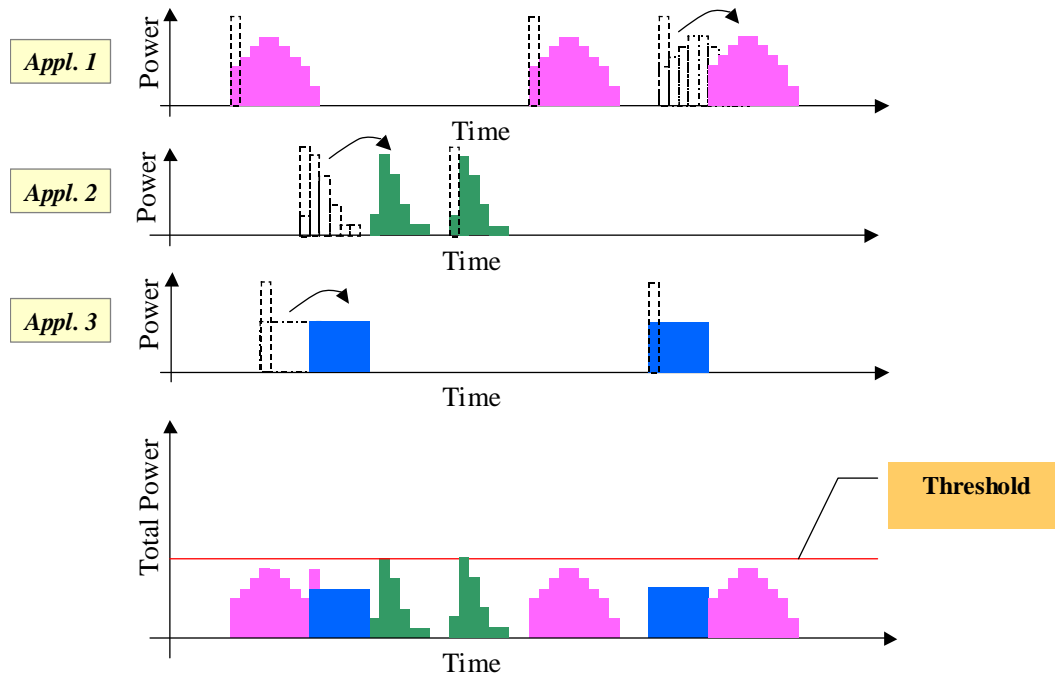 Appl. 1
Power
Time
Appl. 2
Power
Time
Appl. 3
Power
Time
Total Power
Threshold
Time